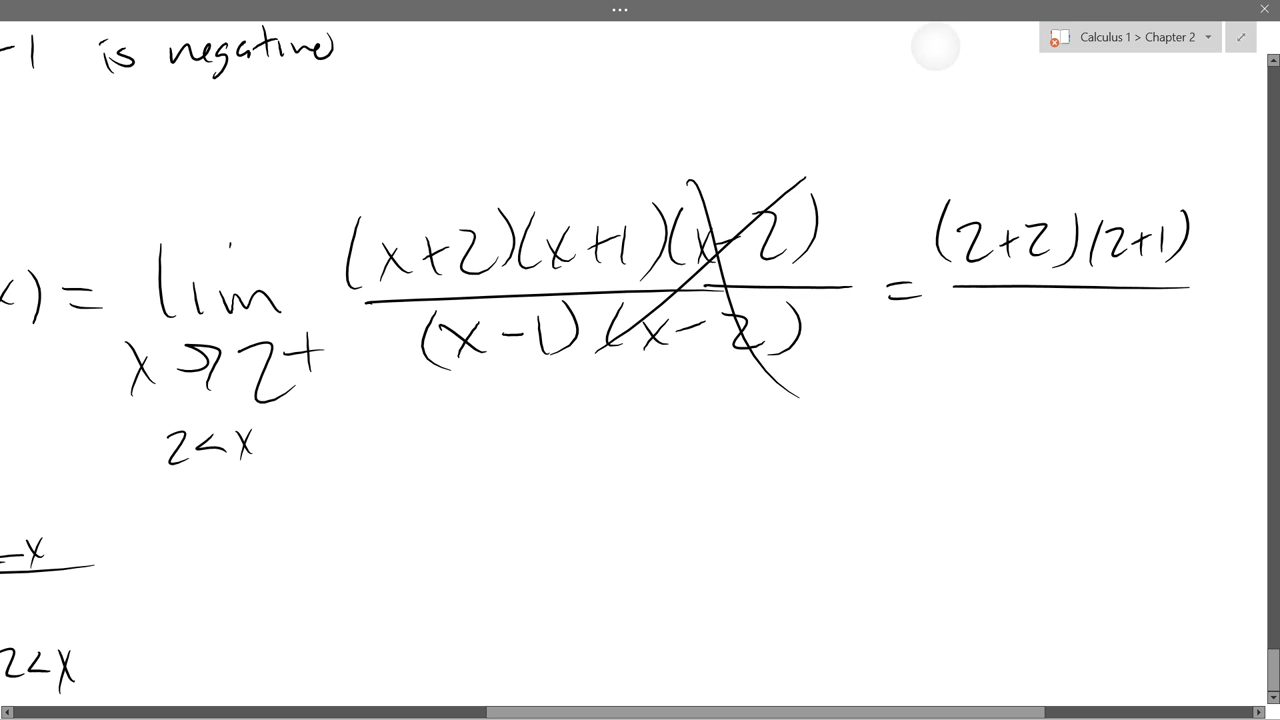 Calculus 1 > Chapter 2
-1 is negative
x) = lim (x+2)(x+1)(x-2) / (x-1)(x-2) = (2+2)(2+1)
x→2+
2<x
-x
2<x